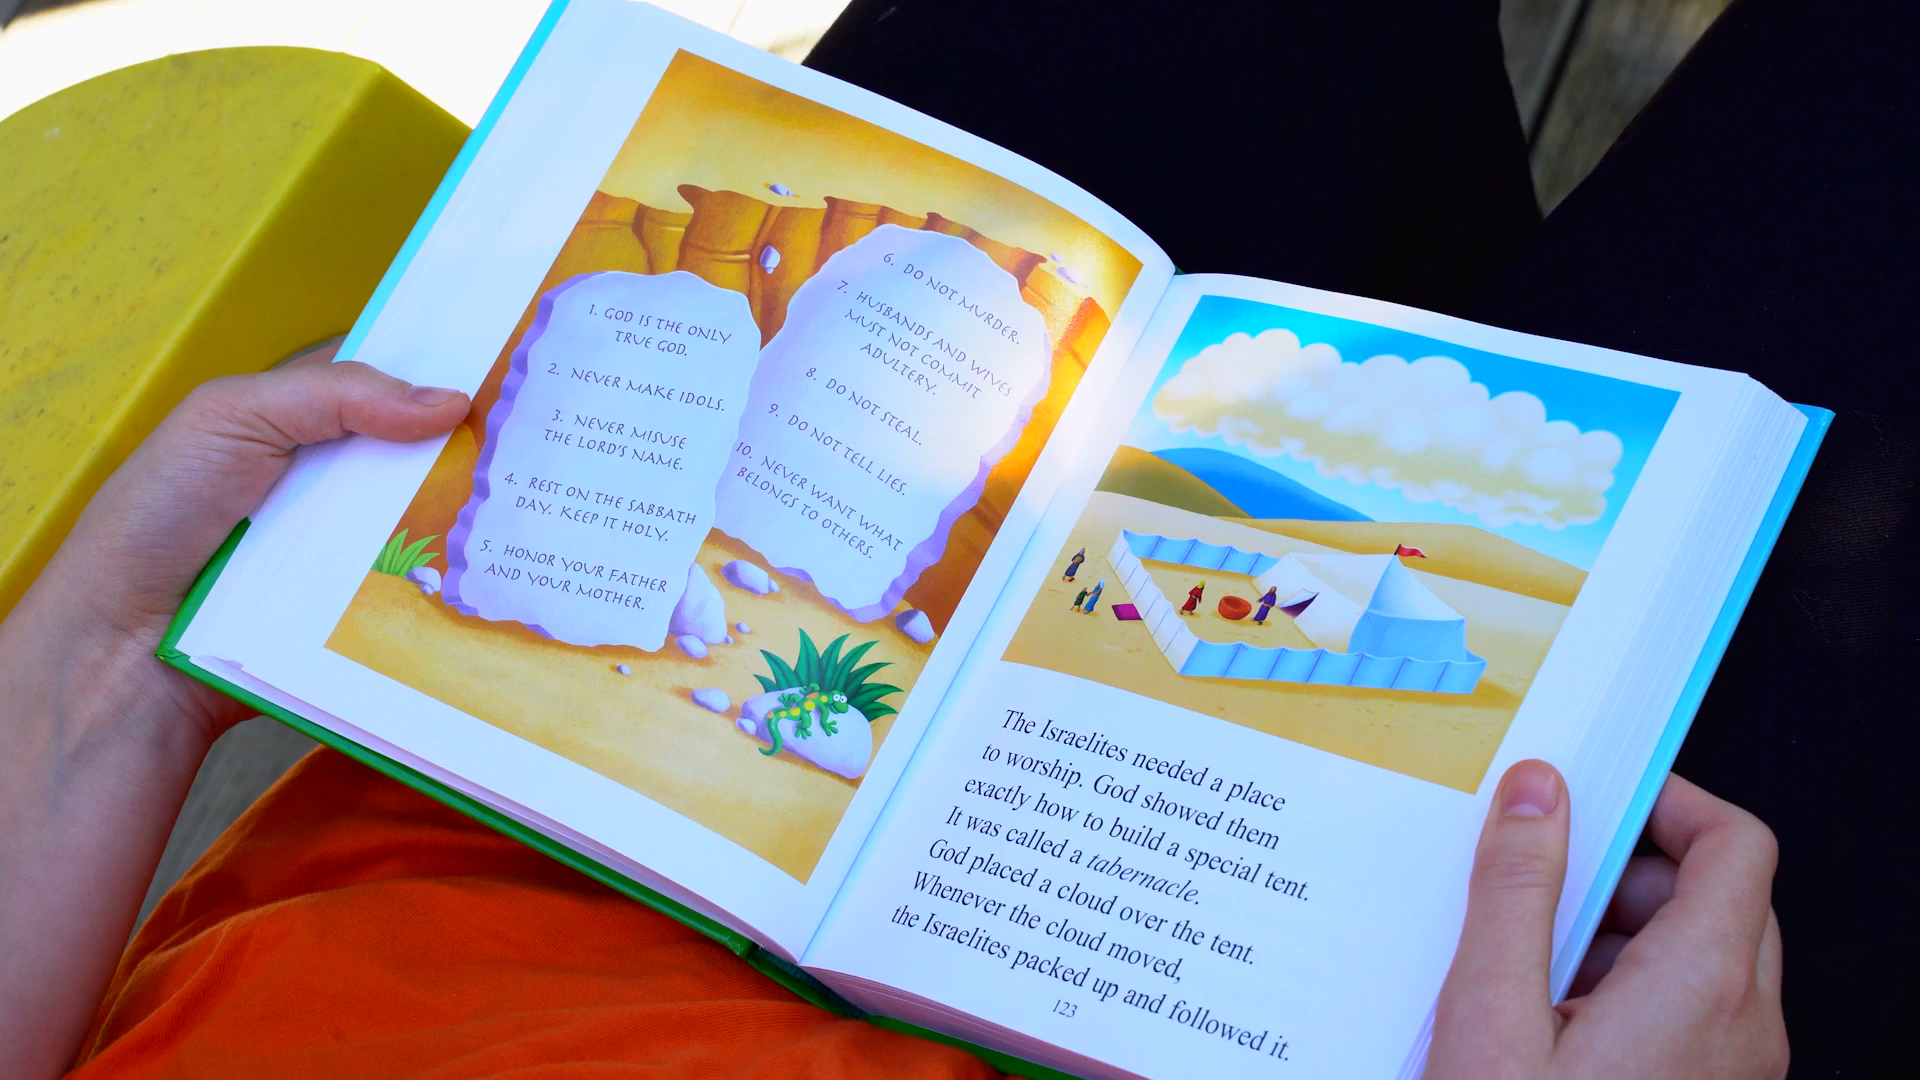 1. GOD IS THE ONLY
TRUE GOD.
2. NEVER MAKE IDOLS.
3. NEVER MISUSE
THE LORD'S NAME.
4. REST ON THE SABBATH
DAY. KEEP IT HOLY.
5. HONOR YOUR FATHER
AND YOUR MOTHER.
6. DO NOT MURDER.
7. HUSBANDS AND WIVES
MUST NOT COMMIT
ADULTERY.
8. DO NOT STEAL.
9. DO NOT TELL LIES.
10. NEVER WANT WHAT
BELONGS TO OTHERS.
The Israelites needed a place
to worship. God showed them
exactly how to build a special tent.
It was called a tabernacle.
God placed a cloud over the tent.
Whenever the cloud moved,
the Israelites packed up and followed it.
123